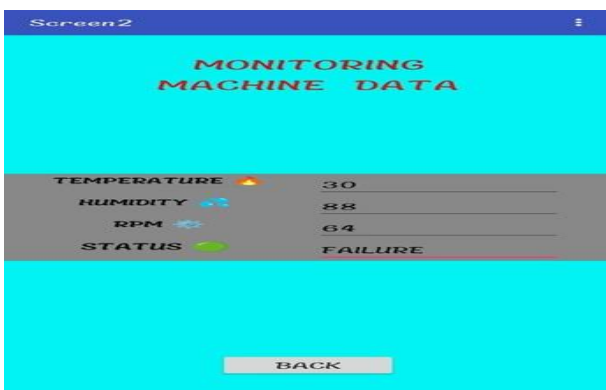 Screen2
MONITORING
MACHINE DATA
TEMPERATURE 🔥 30
HUMIDITY 💦 88
RPM ⚙️ 64
STATUS 🟢 FAILURE
BACK